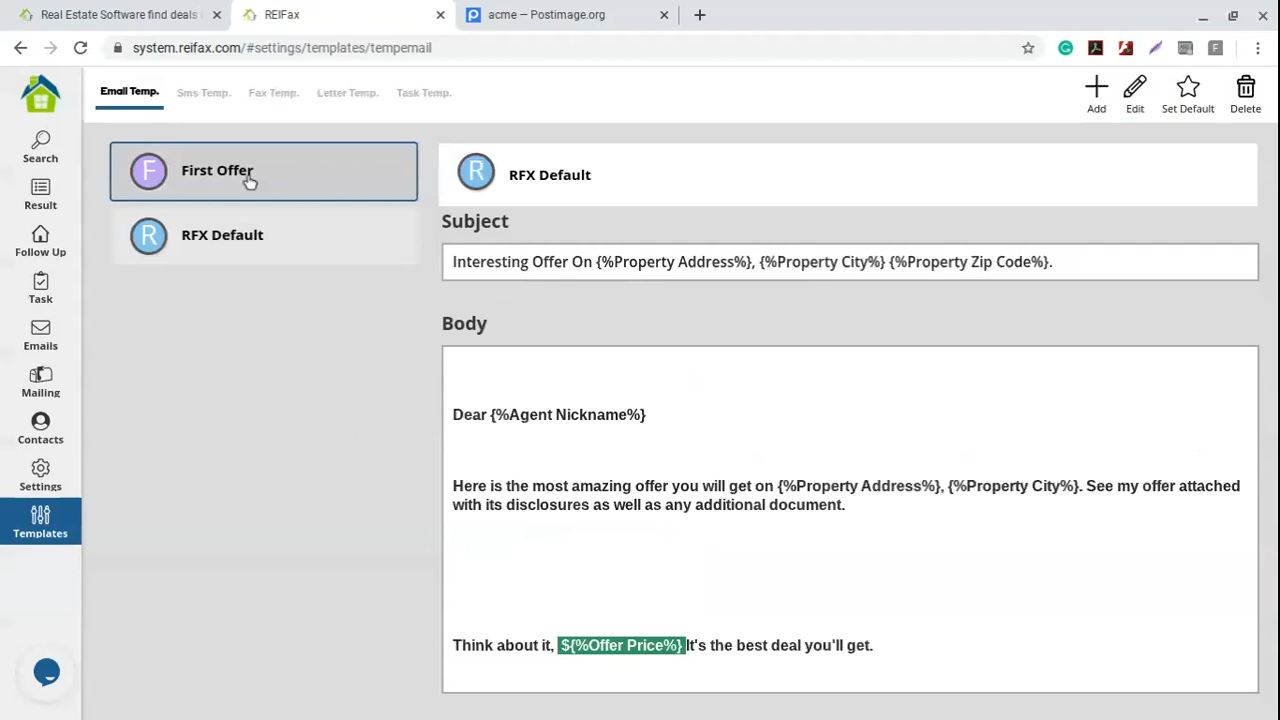 Real Estate Software find deals
REIFax
acme — Postimage.org
system.reifax.com/#settings/templates/tempemail
F
Email Temp.
Sms Temp.
Fax Temp.
Letter Temp.
Task Temp.
Add
Edit
Set Default
Delete
Search
Result
Follow Up
Task
Emails
Mailing
Contacts
Settings
Templates
F
First Offer
R
RFX Default
R
RFX Default
Subject
Interesting Offer On {%Property Address%}, {%Property City%} {%Property Zip Code%}.
Body
Dear {%Agent Nickname%}
Here is the most amazing offer you will get on {%Property Address%}, {%Property City%}. See my offer attached
with its disclosures as well as any additional document.
Think about it, ${%Offer Price%} It's the best deal you'll get.